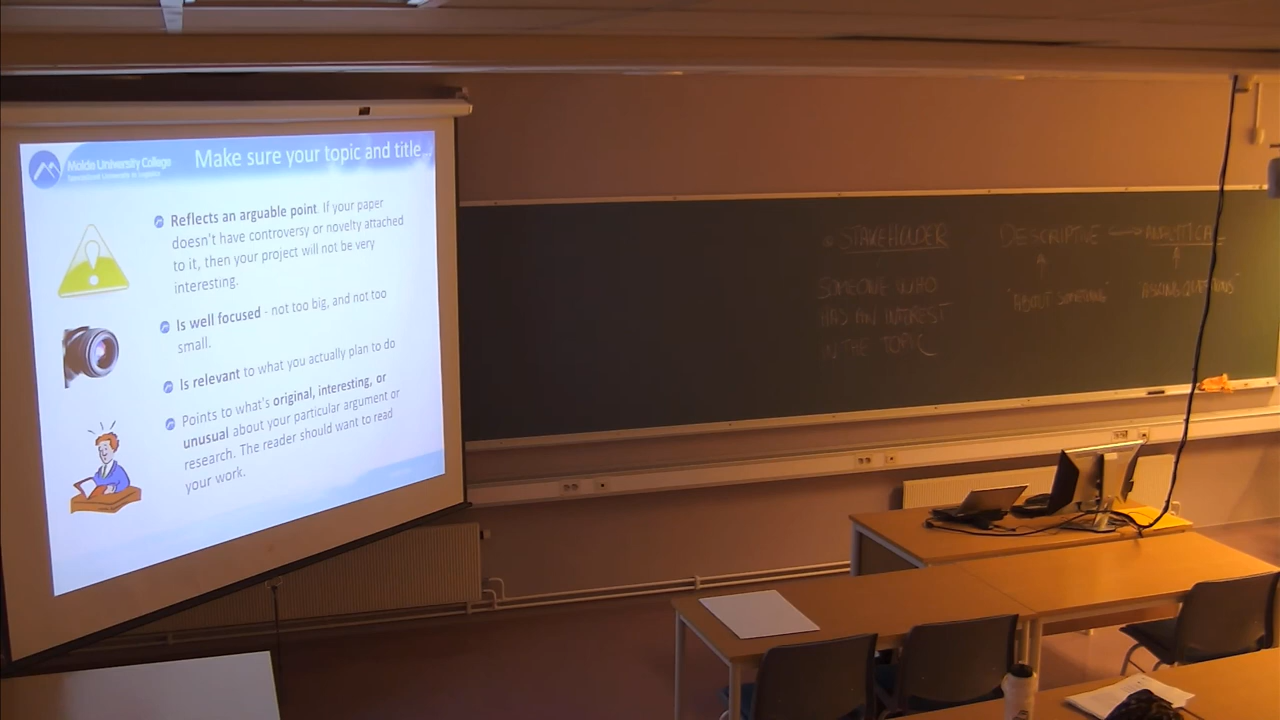 Molde University College
Specialized University in Logistics
Make sure your topic and title...
Reflects an arguable point. If your paper
doesn't have controversy or novelty attached
to it, then your project will not be very
interesting.
Is well focused - not too big, and not too
small.
Is relevant to what you actually plan to do
Points to what's original, interesting, or
unusual about your particular argument or
research. The reader should want to read
your work.
STAKEHOLDER
SOMEONE WHO
HAS AN INTEREST
IN THE TOPIC
DESCRIPTIVE → ANALYTICAL
"ABOUT SOMETHING"
"ASKING QUESTIONS"